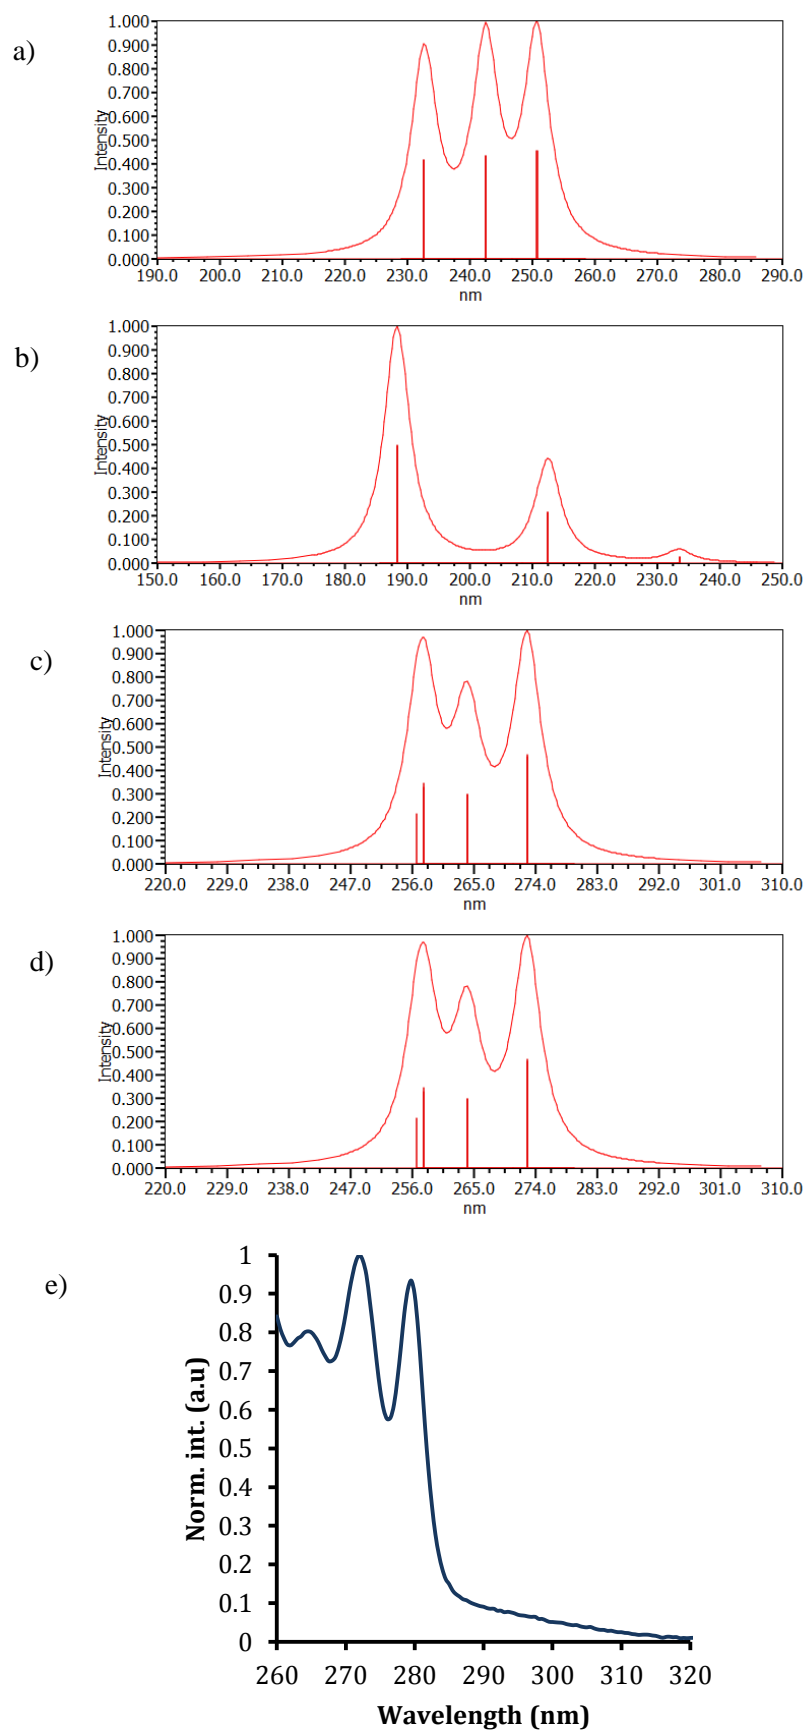 a)
Intensity
1.000
0.900
0.800
0.700
0.600
0.500
0.400
0.300
0.200
0.100
0.000
190.0 200.0 210.0 220.0 230.0 240.0 250.0 260.0 270.0 280.0 290.0
nm
b)
Intensity
1.000
0.900
0.800
0.700
0.600
0.500
0.400
0.300
0.200
0.100
0.000
150.0 160.0 170.0 180.0 190.0 200.0 210.0 220.0 230.0 240.0 250.0
nm
c)
Intensity
1.000
0.900
0.800
0.700
0.600
0.500
0.400
0.300
0.200
0.100
0.000
220.0 229.0 238.0 247.0 256.0 265.0 274.0 283.0 292.0 301.0 310.0
nm
d)
Intensity
1.000
0.900
0.800
0.700
0.600
0.500
0.400
0.300
0.200
0.100
0.000
220.0 229.0 238.0 247.0 256.0 265.0 274.0 283.0 292.0 301.0 310.0
nm
e)
Norm. int. (a.u)
1
0.9
0.8
0.7
0.6
0.5
0.4
0.3
0.2
0.1
0
260 270 280 290 300 310 320
Wavelength (nm)